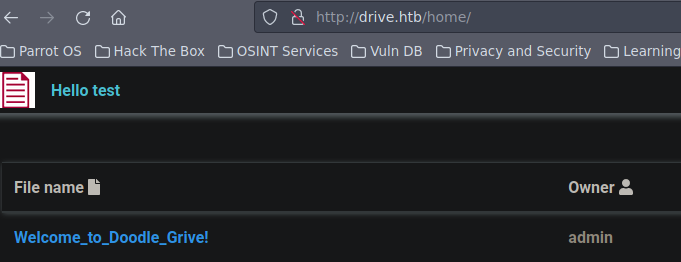 http://drive.htb/home/
Parrot OS Hack The Box OSINT Services Vuln DB Privacy and Security Learning
Hello test
File name Owner
Welcome_to_Doodle_Grive! admin